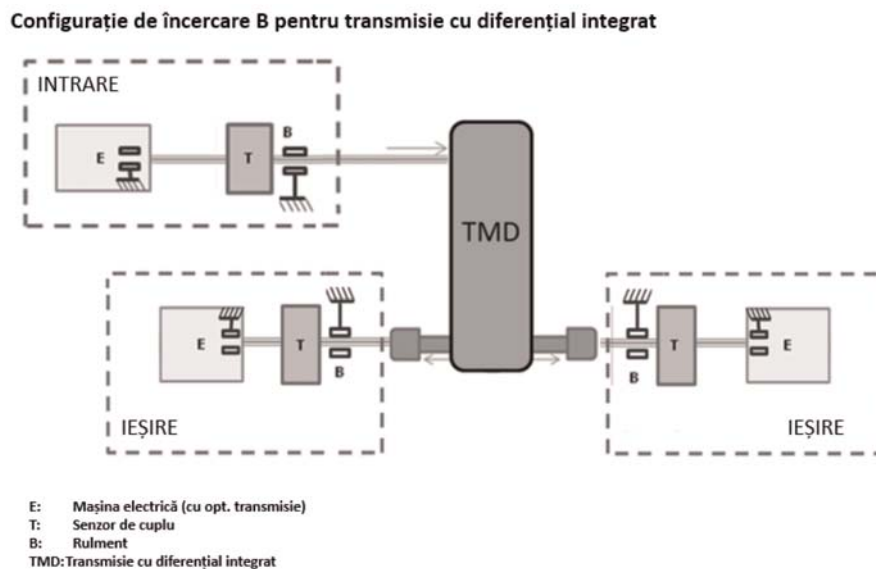 Configurație de încercare B pentru transmisie cu diferențial integrat
INTRARE
B
E
T
TMD
E
T
B
IEȘIRE
B
T
E
IEȘIRE
E: Mașina electrică (cu opt. transmisie)
T: Senzor de cuplu
B: Rulment
TMD:Transmisie cu diferențial integrat